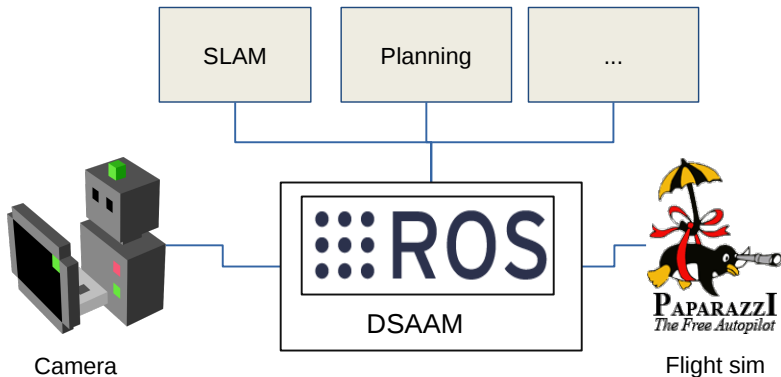 SLAM
Planning
...
ROS
DSAAM
PAPARAZZI
The Free Autopilot
Camera
Flight sim